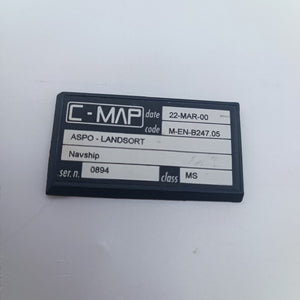 C-MAP date 22-MAR-00
code M-EN-B247.05
ASPO - LANDSORT
Navship
ser. n. 0894 class MS